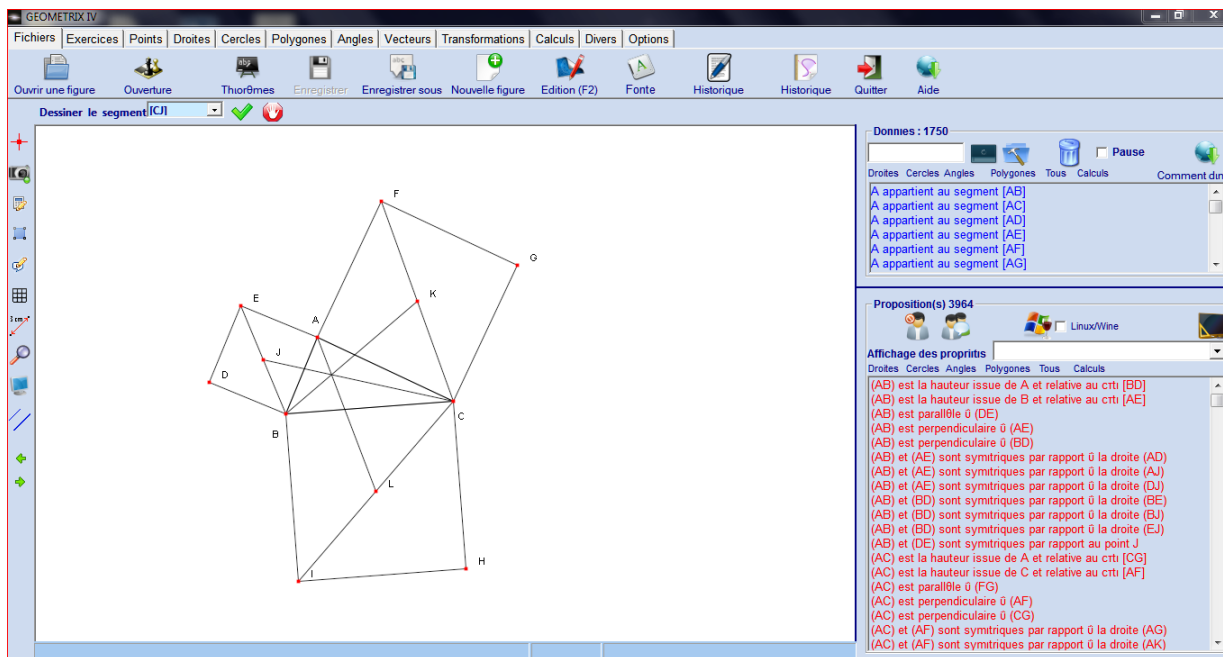 GEOMETRIX IV
Fichiers Exercices Points Droites Cercles Polygones Angles Vecteurs Transformations Calculs Divers Options
Ouvrir une figure Ouverture Thorθmes Enregistrer Enregistrer sous Nouvelle figure Edition (F2) Fonte Historique Historique Quitter Aide
Dessiner le segment [CJ]
Donnιes : 1750
Pause
Droites Cercles Angles Polygones Tous Calculs Comment dım
A appartient au segment [AB]
A appartient au segment [AC]
A appartient au segment [AD]
A appartient au segment [AE]
A appartient au segment [AF]
A appartient au segment [AG]
F
G
K
E
A
J
D
B
C
L
H
I
3 cm
Proposition(s) 3964
Linux/Wine
Affichage des propriιtιs
Droites Cercles Angles Polygones Tous Calculs
(AB) est la hauteur issue de A et relative au cπtι [BD]
(AB) est la hauteur issue de B et relative au cπtι [AE]
(AB) est parallθle ΰ (DE)
(AB) est perpendiculaire ΰ (AE)
(AB) est perpendiculaire ΰ (BD)
(AB) et (AE) sont symιtriques par rapport ΰ la droite (AD)
(AB) et (AE) sont symιtriques par rapport ΰ la droite (AJ)
(AB) et (AE) sont symιtriques par rapport ΰ la droite (DJ)
(AB) et (BD) sont symιtriques par rapport ΰ la droite (BE)
(AB) et (BD) sont symιtriques par rapport ΰ la droite (BJ)
(AB) et (BD) sont symιtriques par rapport ΰ la droite (EJ)
(AB) et (DE) sont symιtriques par rapport au point J
(AC) est la hauteur issue de A et relative au cπtι [CG]
(AC) est la hauteur issue de C et relative au cπtι [AF]
(AC) est parallθle ΰ (FG)
(AC) est perpendiculaire ΰ (AF)
(AC) est perpendiculaire ΰ (CG)
(AC) et (AF) sont symιtriques par rapport ΰ la droite (AG)
(AC) et (AF) sont symιtriques par rapport ΰ la droite (AK)